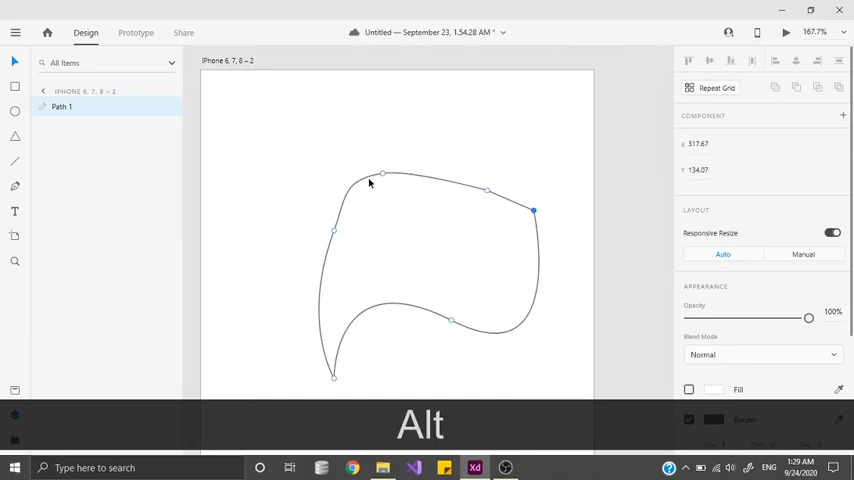 Design
Prototype
Share
Untitled — September 23, 1.54.28 AM *
167.7%
All Items
IPHONE 6, 7, 8 – 2
Path 1
iPhone 6, 7, 8 – 2
Repeat Grid
COMPONENT
X 317.67
Y 134.07
LAYOUT
Responsive Resize
Auto
Manual
APPEARANCE
Opacity
100%
Blend Mode
Normal
Fill
Border
Alt
Type here to search
Xd
ENG
1:29 AM
9/24/2020